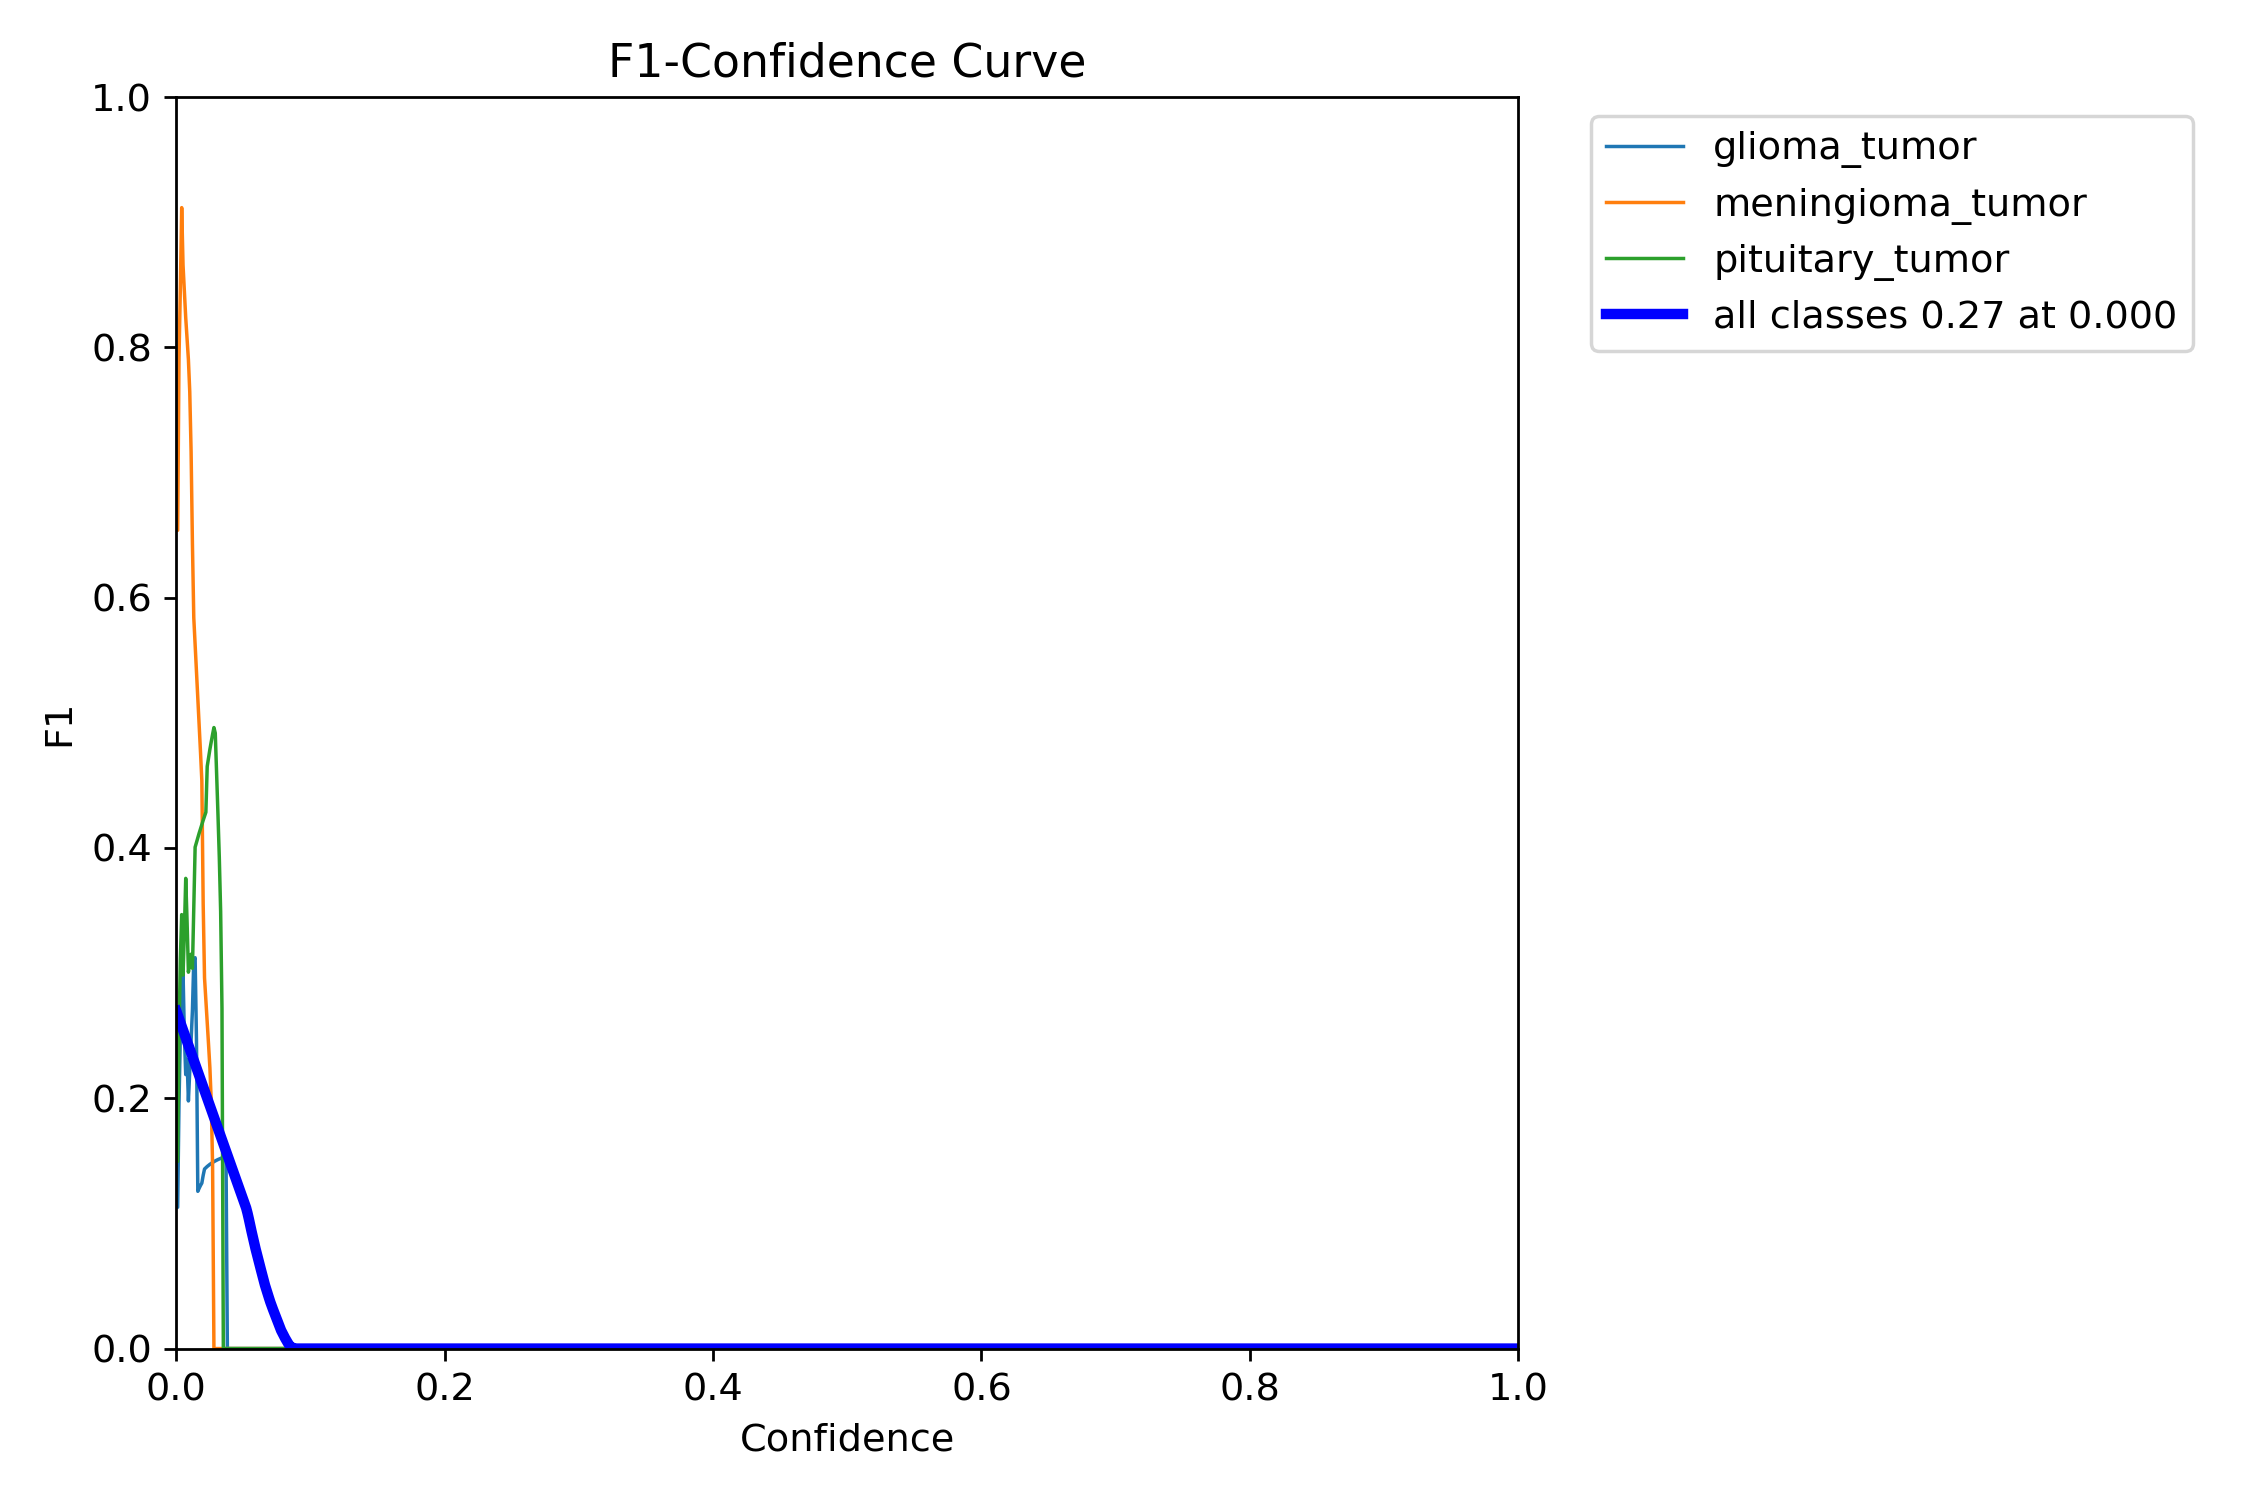 F1-Confidence Curve
1.0
0.8
0.6
0.4
0.2
0.0
F1
0.0 0.2 0.4 0.6 0.8 1.0
Confidence
glioma_tumor
meningioma_tumor
pituitary_tumor
all classes 0.27 at 0.000